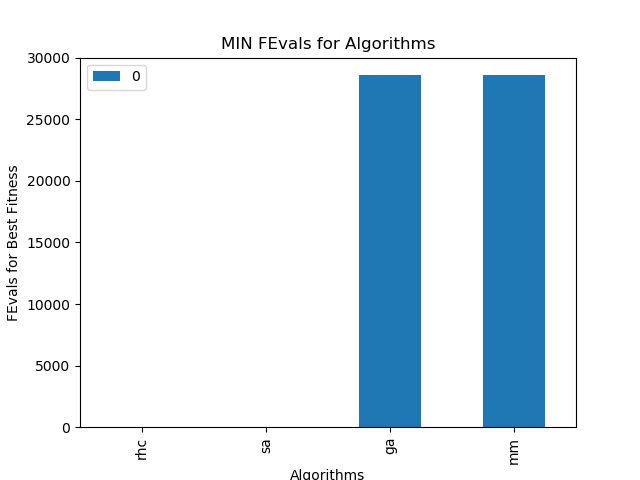 MIN FEvals for Algorithms
0
30000
25000
20000
15000
10000
5000
0
FEvals for Best Fitness
rhc
sa
ga
mm
Algorithms